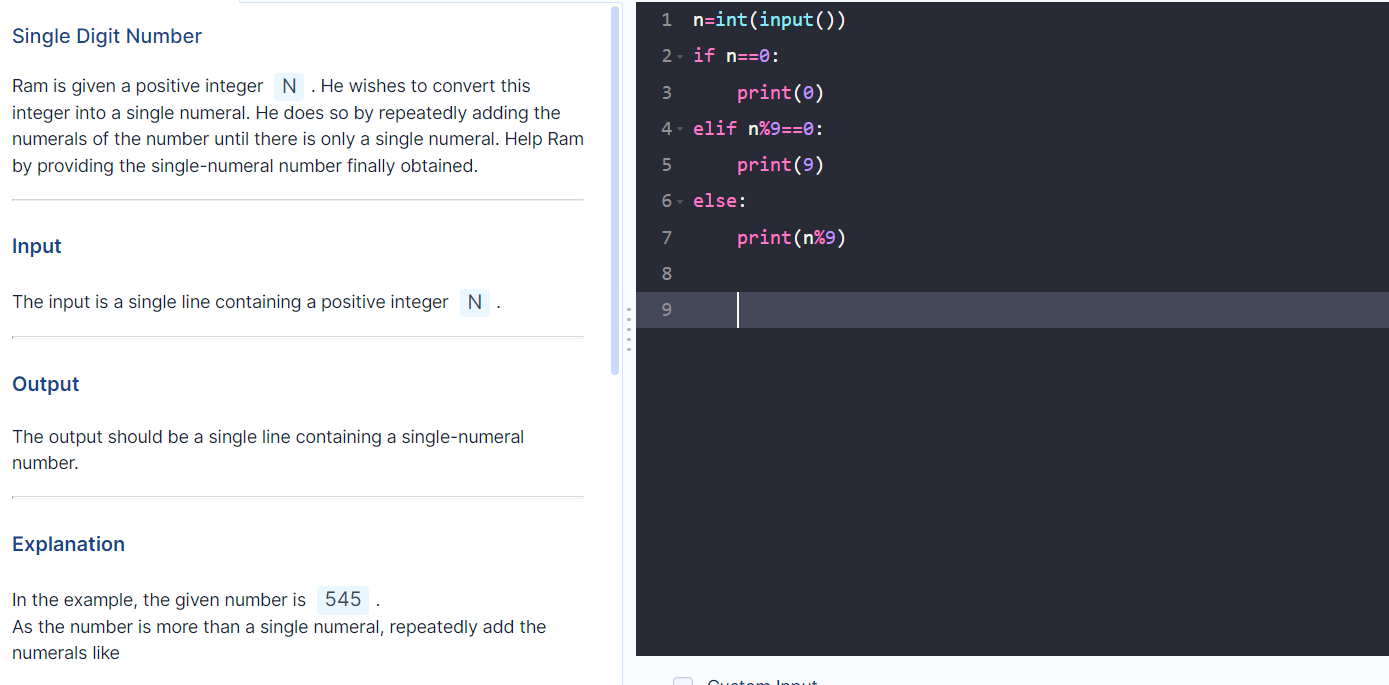 Single Digit Number
Ram is given a positive integer N . He wishes to convert this
integer into a single numeral. He does so by repeatedly adding the
numerals of the number until there is only a single numeral. Help Ram
by providing the single-numeral number finally obtained.
Input
The input is a single line containing a positive integer N .
Output
The output should be a single line containing a single-numeral
number.
Explanation
In the example, the given number is 545 .
As the number is more than a single numeral, repeatedly add the
numerals like
1 n=int(input())
2 if n==0:
3     print(0)
4 elif n%9==0:
5     print(9)
6 else:
7     print(n%9)
8
9
Custom Input